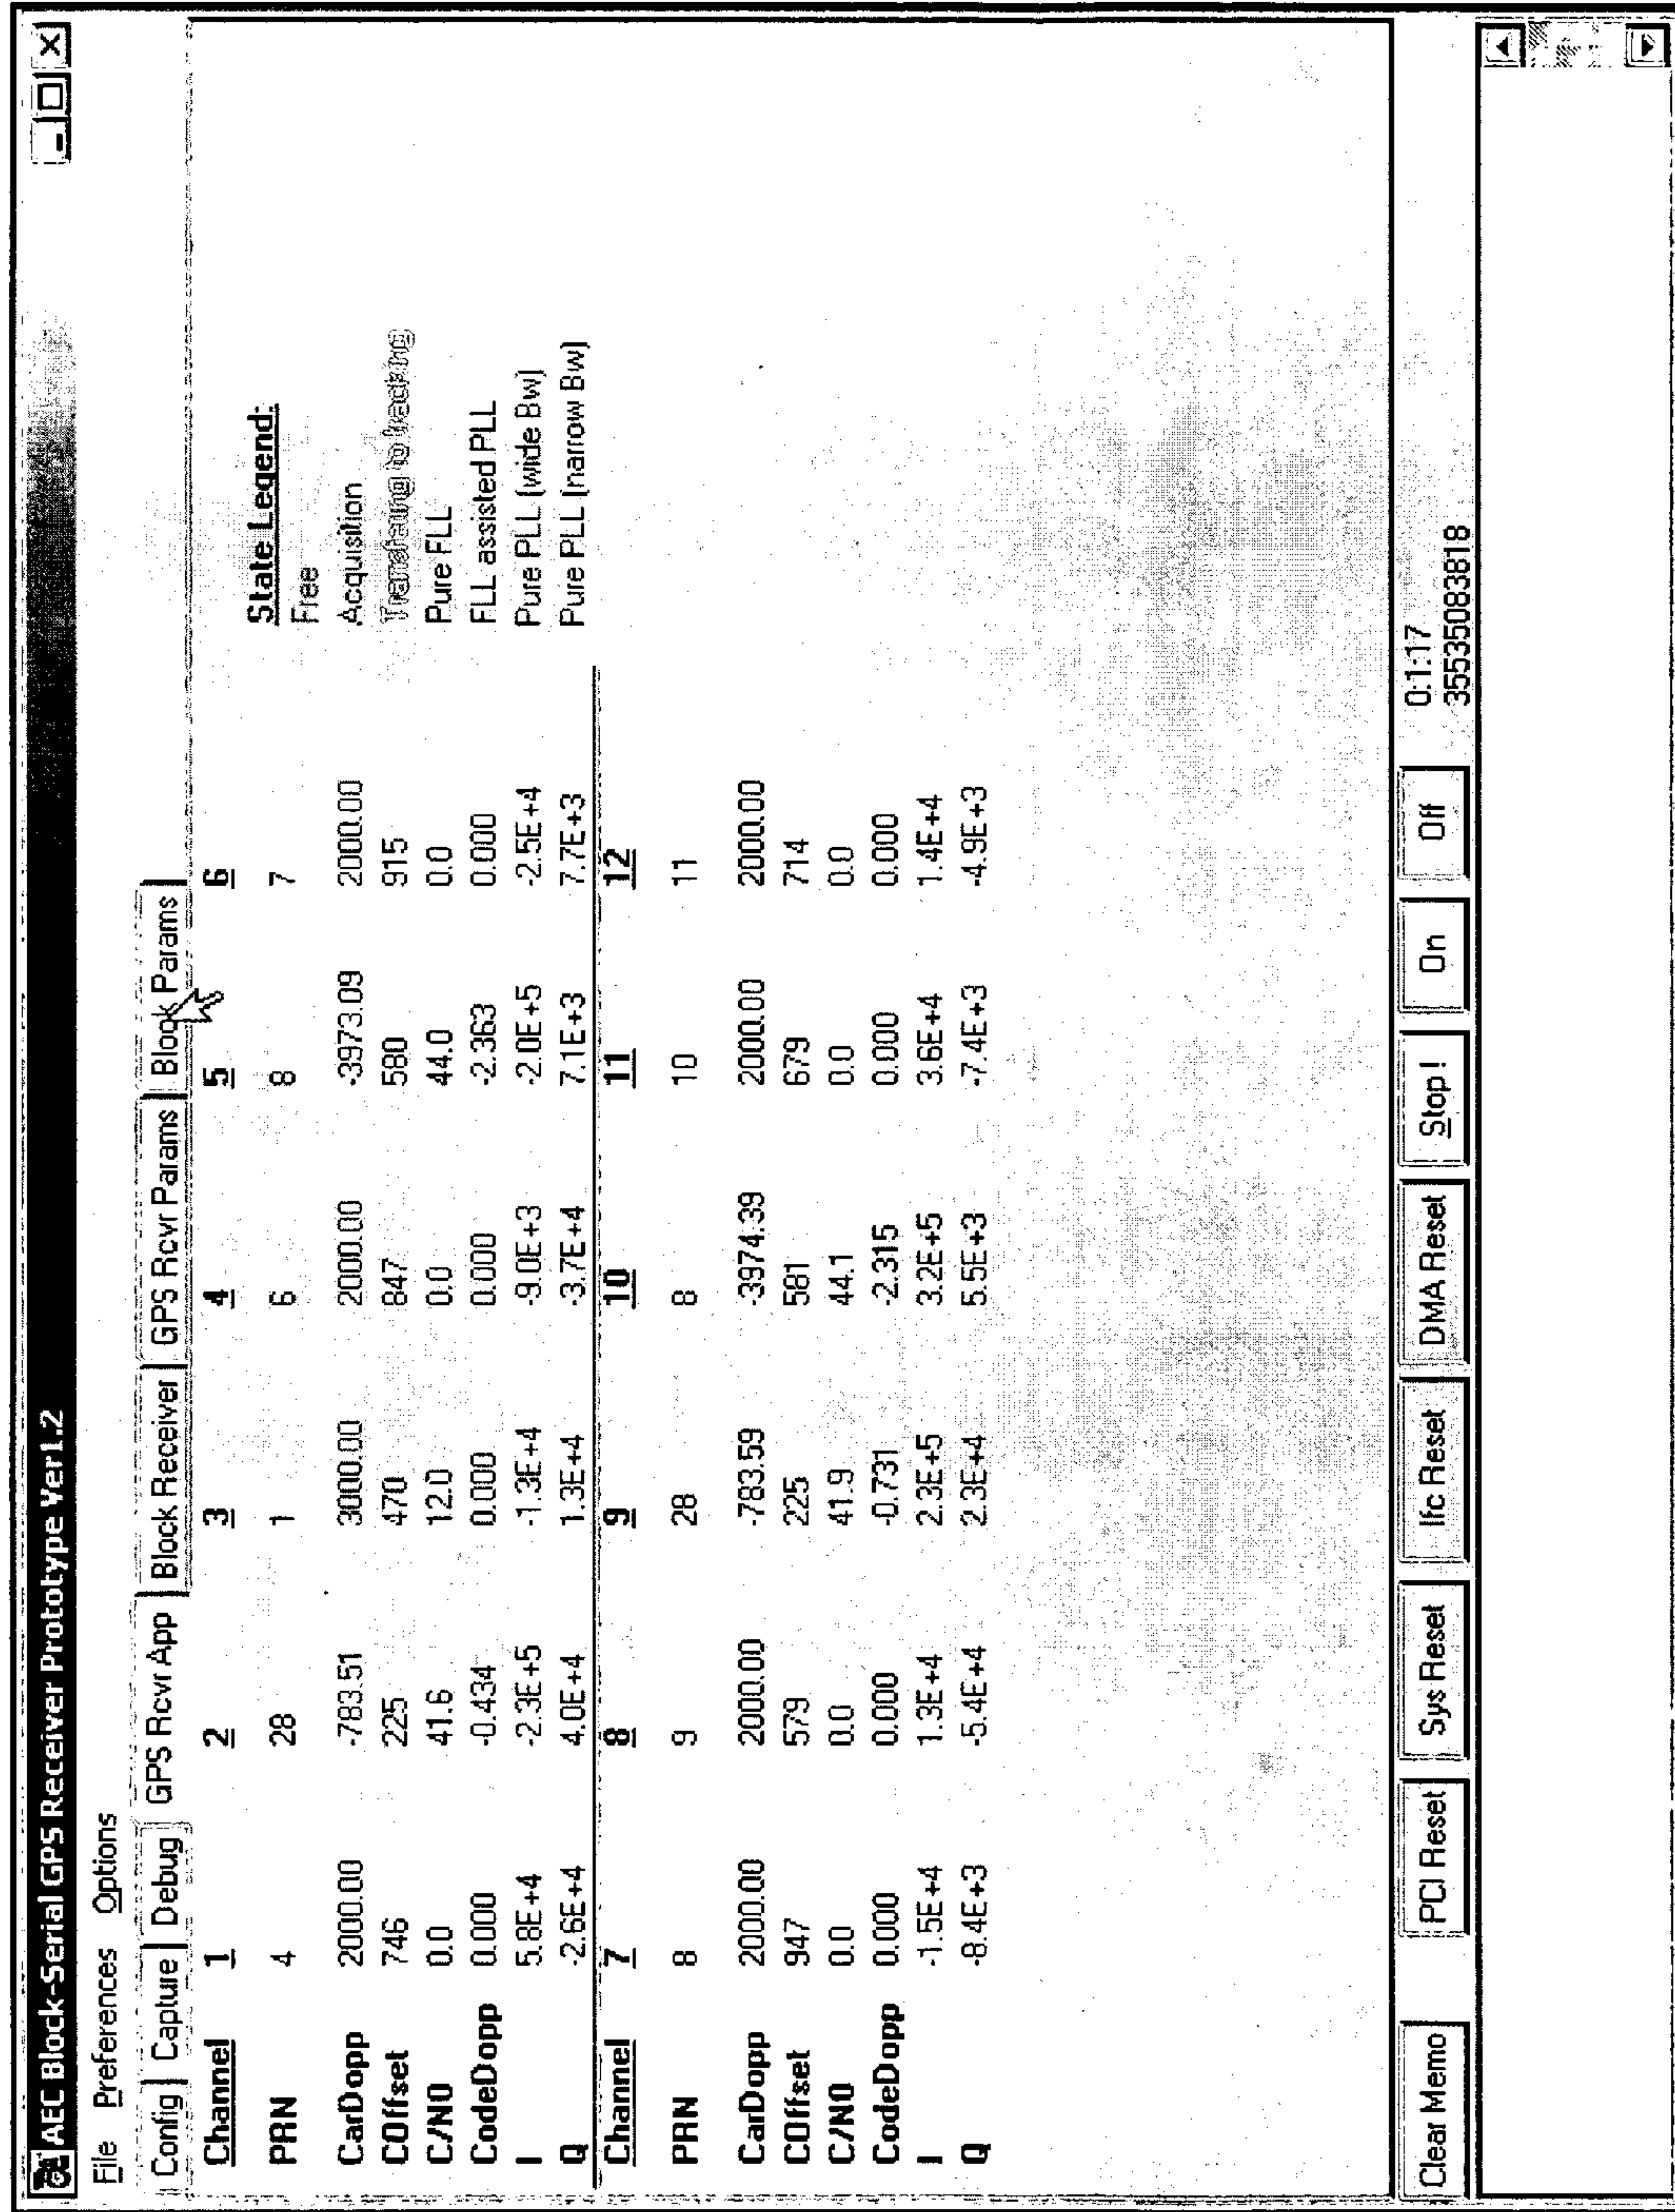 AEC Block-Serial GPS Receiver Prototype Ver1.2
File Preferences Options
Config Capture Debug GPS Rcvr App Block Receiver GPS Rcvr Params Block Params
Channel 1 2 3 4 5 6
PRN 4 28 1 6 8 7
CarDopp 2000.00 -783.51 3000.00 2000.00 -3973.09 2000.00
COffset 746 225 470 847 580 915
C/N0 0.0 41.6 12.0 0.0 44.0 0.0
CodeDopp 0.000 -0.434 0.000 0.000 -2.363 0.000
I 5.8E+4 -2.3E+5 -1.3E+4 -9.0E+3 -2.0E+5 -2.5E+4
Q -2.6E+4 4.0E+4 1.3E+4 -3.7E+4 7.1E+3 7.7E+3
State Legend:
Free
Acquisition
Transferring to tracking
Pure FLL
FLL assisted PLL
Pure PLL (wide Bw)
Pure PLL (narrow Bw)
Channel 7 8 9 10 11 12
PRN 8 9 28 8 10 11
CarDopp 2000.00 2000.00 -783.59 -3974.39 2000.00 2000.00
COffset 947 579 225 581 679 714
C/N0 0.0 0.0 41.9 44.1 0.0 0.0
CodeDopp 0.000 0.000 -0.731 -2.315 0.000 0.000
I -1.5E+4 1.3E+4 2.3E+5 3.2E+5 3.6E+4 1.4E+4
Q -8.4E+3 -5.4E+4 2.3E+4 5.5E+3 -7.4E+3 -4.9E+3
Clear Memo PCI Reset Sys Reset Ifc Reset DMA Reset Stop! On Off 0:1:17
35535083818